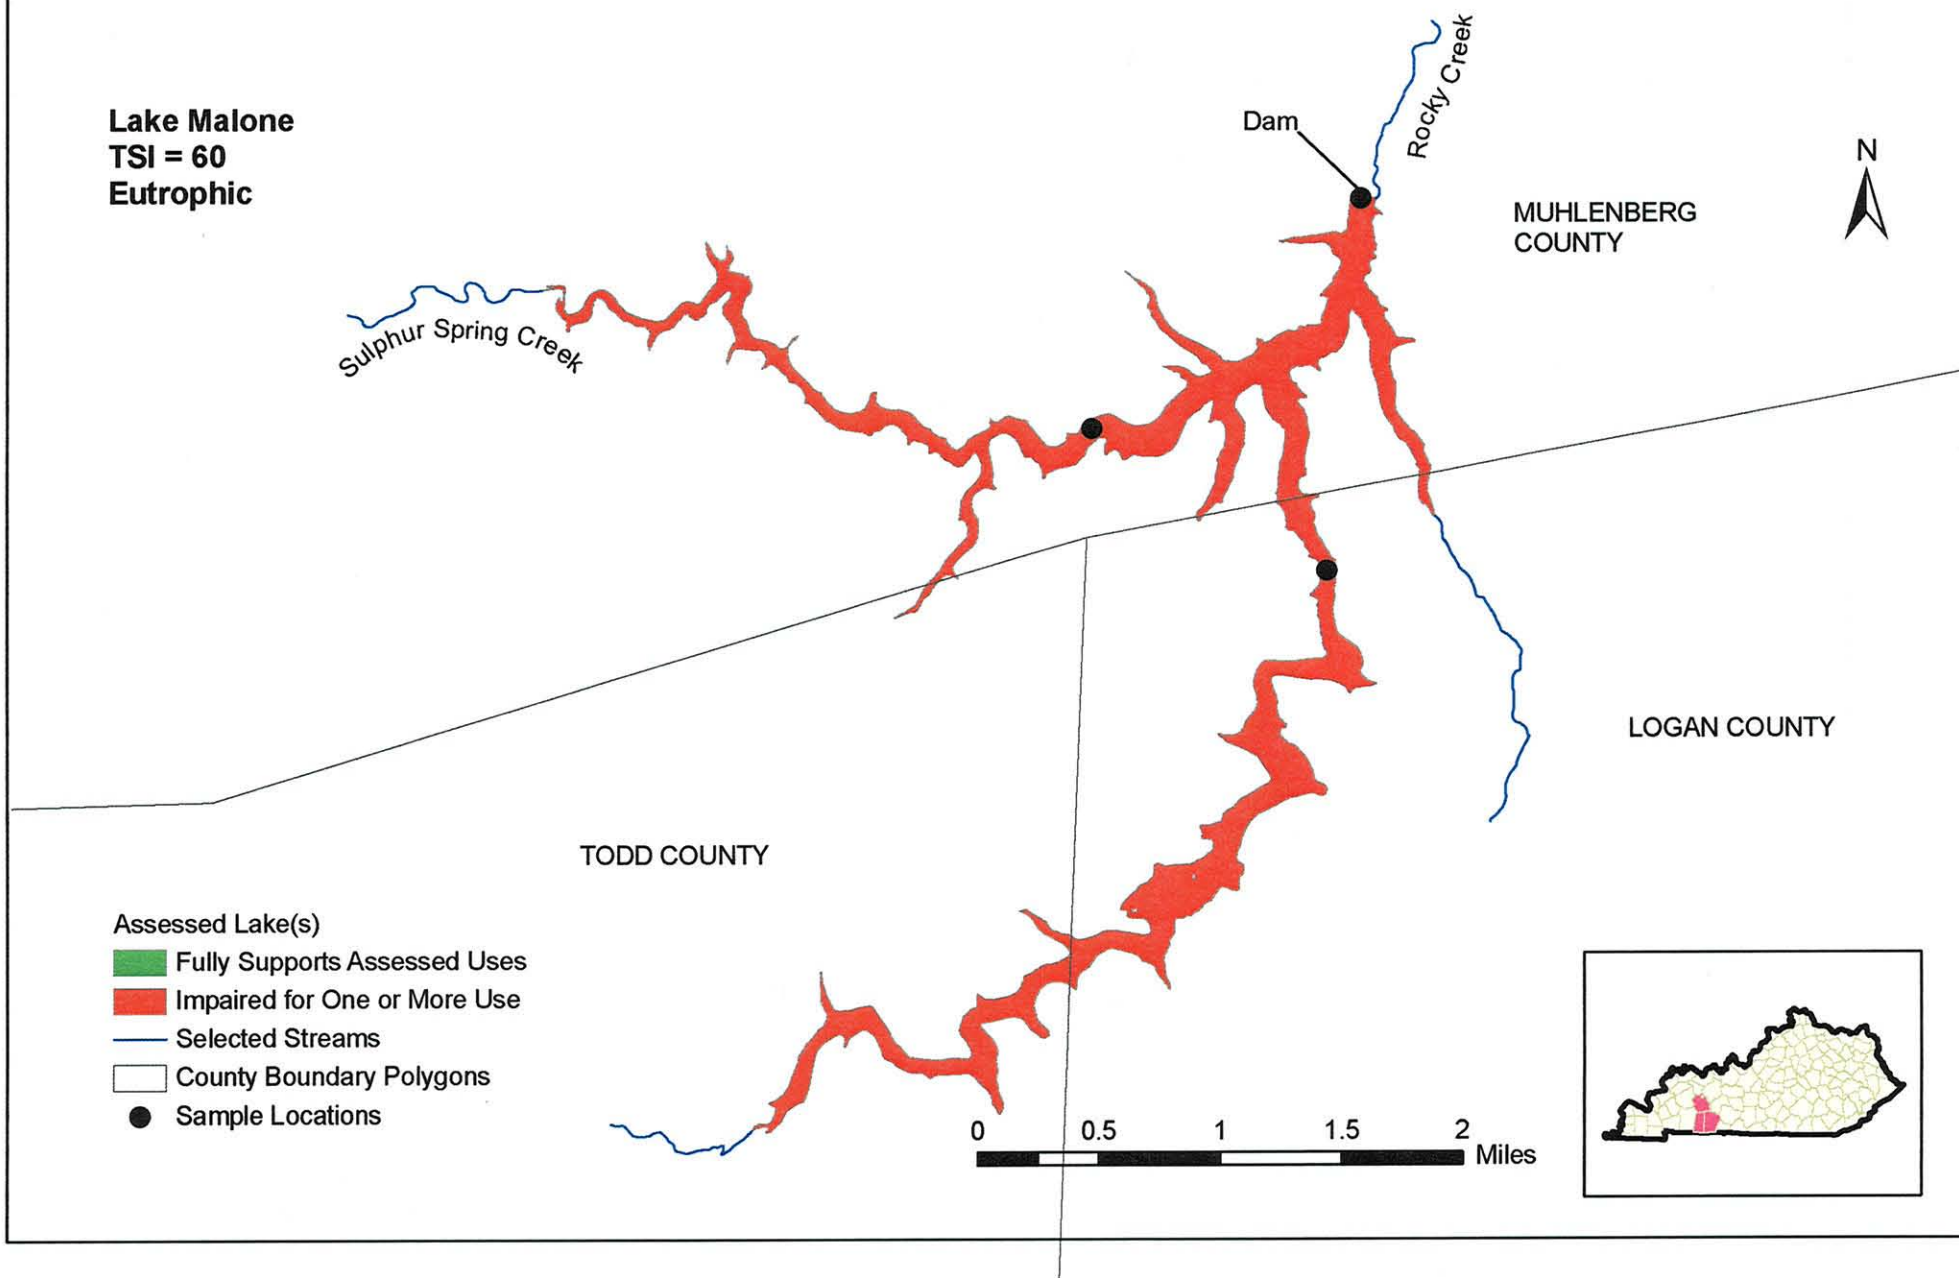 Lake Malone
TSI = 60
Eutrophic
Dam
Rocky Creek
N
MUHLENBERG
COUNTY
Sulphur Spring Creek
LOGAN COUNTY
TODD COUNTY
Assessed Lake(s)
Fully Supports Assessed Uses
Impaired for One or More Use
Selected Streams
County Boundary Polygons
Sample Locations
0 0.5 1 1.5 2
Miles